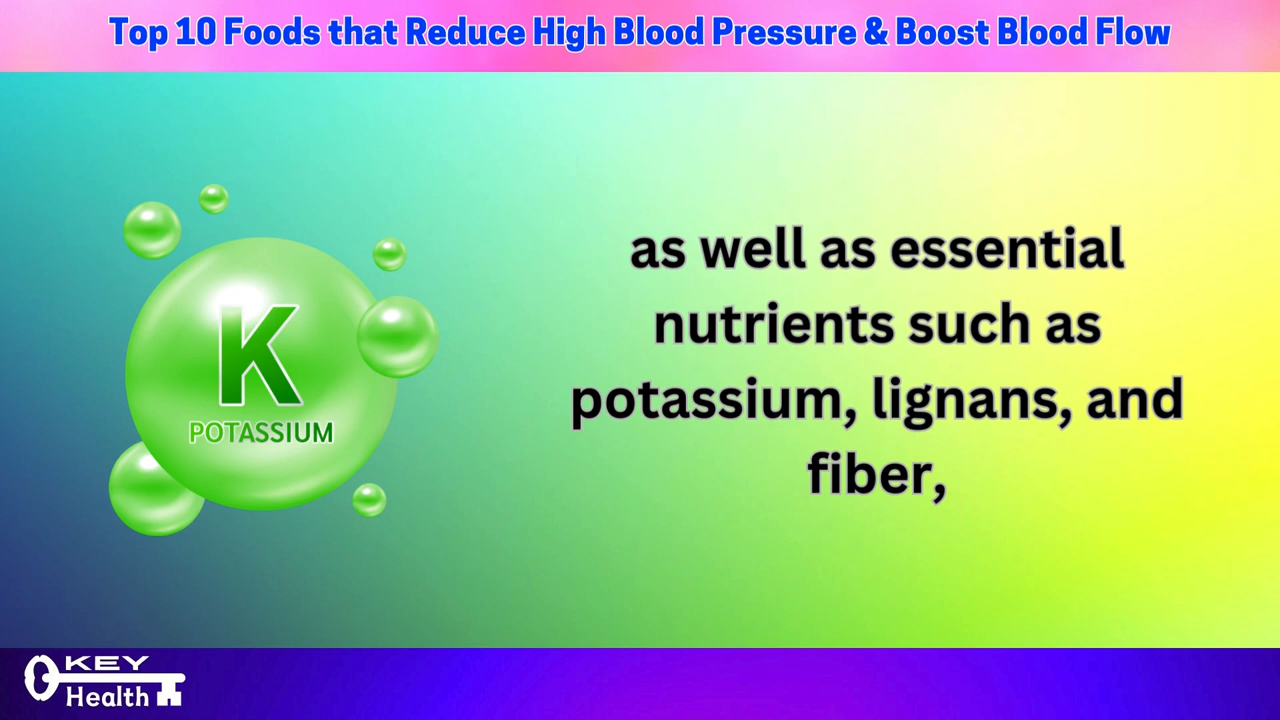 Top 10 Foods that Reduce High Blood Pressure & Boost Blood Flow
K
POTASSIUM
as well as essential
nutrients such as
potassium, lignans, and
fiber,
KEY
Health